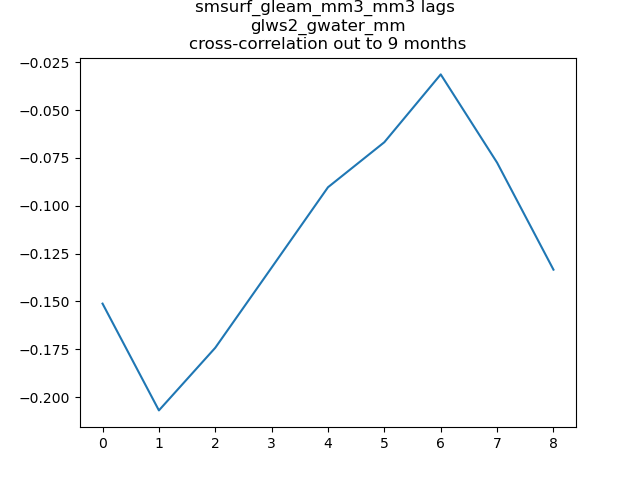 smsurf_gleam_mm3_mm3 lags
glws2_gwater_mm
cross-correlation out to 9 months
−0.025
−0.050
−0.075
−0.100
−0.125
−0.150
−0.175
−0.200
0 1 2 3 4 5 6 7 8